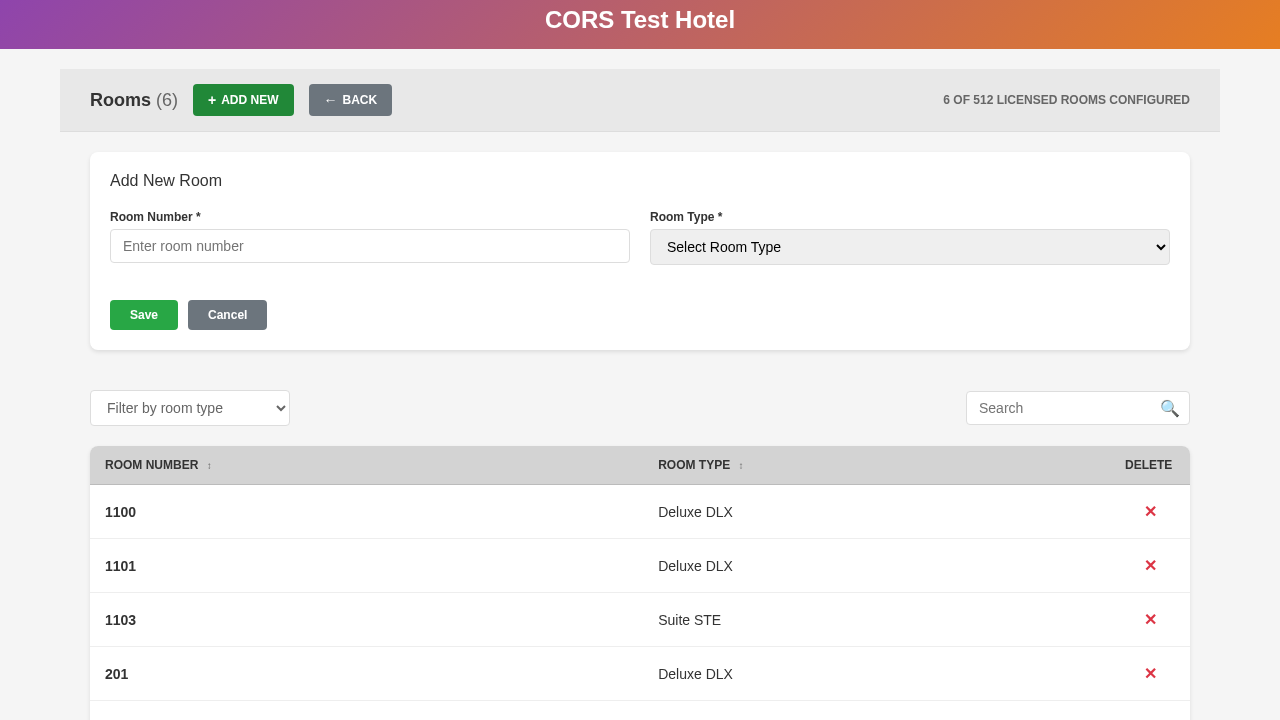 CORS Test Hotel
Rooms (6)
+ ADD NEW
← BACK
6 OF 512 LICENSED ROOMS CONFIGURED
Add New Room
Room Number *
Room Type *
Enter room number
Select Room Type
Save
Cancel
Filter by room type
Search
ROOM NUMBER ↕ ROOM TYPE ↕ DELETE
1100 Deluxe DLX ✕
1101 Deluxe DLX ✕
1103 Suite STE ✕
201 Deluxe DLX ✕